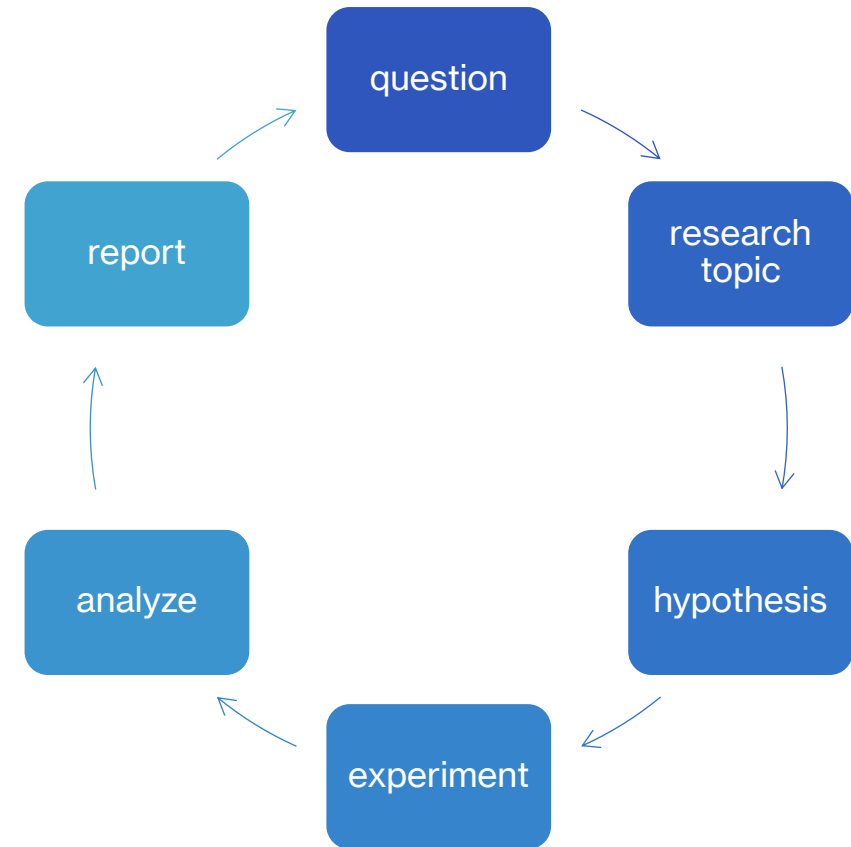 question
research
topic
hypothesis
experiment
analyze
report